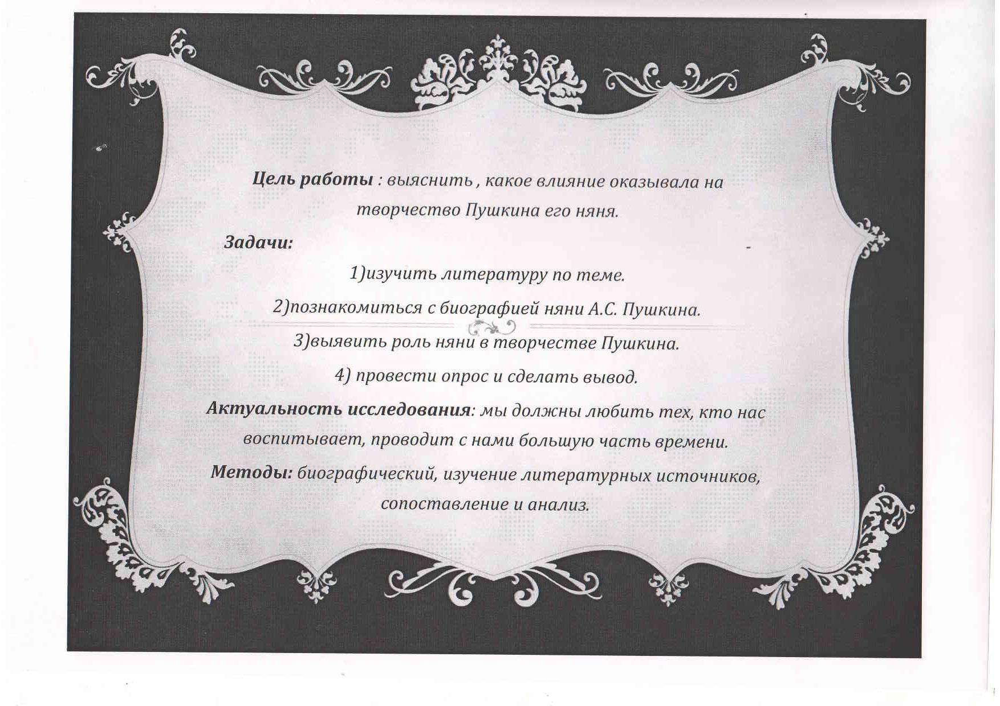 Цель работы : выяснить , какое влияние оказывала на
творчество Пушкина его няня.
Задачи:
1)изучить литературу по теме.
2)познакомиться с биографией няни А.С. Пушкина.
3)выявить роль няни в творчестве Пушкина.
4) провести опрос и сделать вывод.
Актуальность исследования: мы должны любить тех, кто нас
воспитывает, проводит с нами большую часть времени.
Методы: биографический, изучение литературных источников,
сопоставление и анализ.